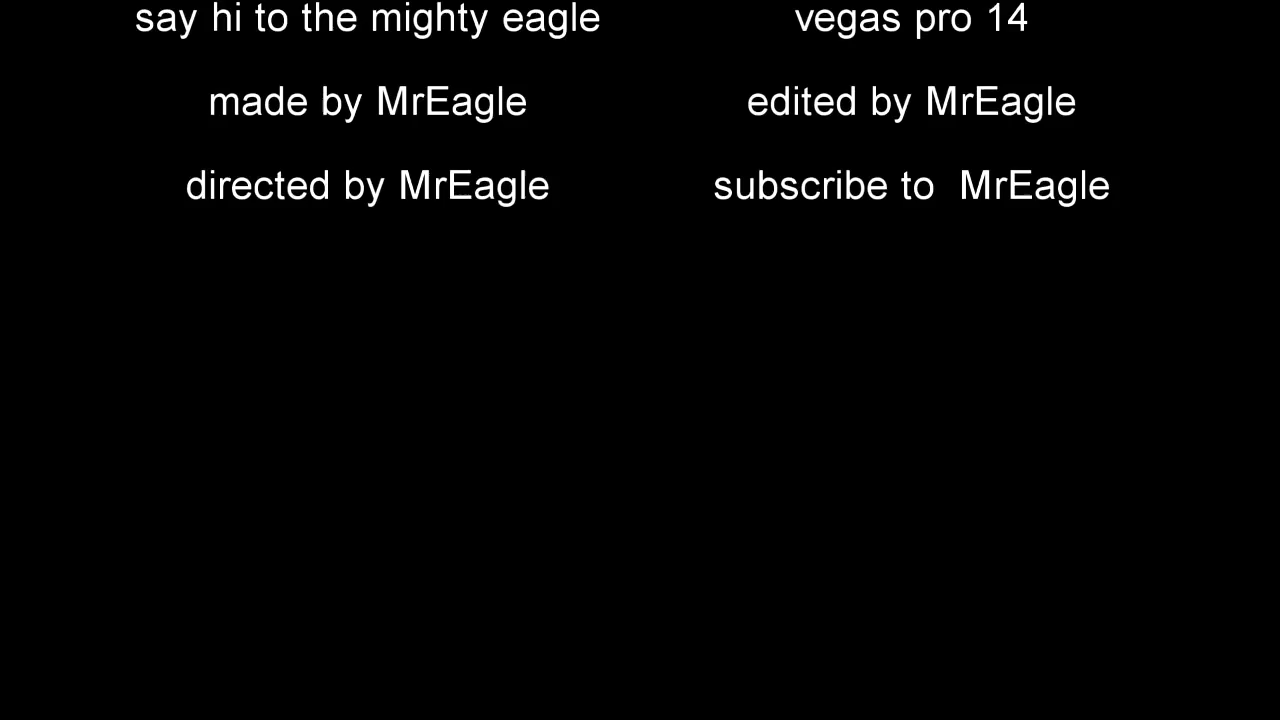 say hi to the mighty eagle
vegas pro 14
made by MrEagle
edited by MrEagle
directed by MrEagle
subscribe to  MrEagle